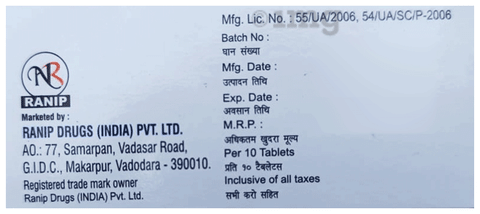 Mfg. Lic. No. : 55/UA/2006, 54/UA/SC/P-2006
Batch No :
घान संख्या
Mfg. Date :
उत्पादन तिथि
Exp. Date :
अवसान तिथि
M.R.P. :
अधिकतम खुदरा मूल्य
Per 10 Tablets
प्रति १० टैबलेटस
Inclusive of all taxes
सभी करो सहित
NR
RANIP
Marketed by :
RANIP DRUGS (INDIA) PVT. LTD.
AO.: 77, Samarpan, Vadasar Road,
G.I.D.C., Makarpur, Vadodara - 390010.
Registered trade mark owner
Ranip Drugs (India) Pvt. Ltd.